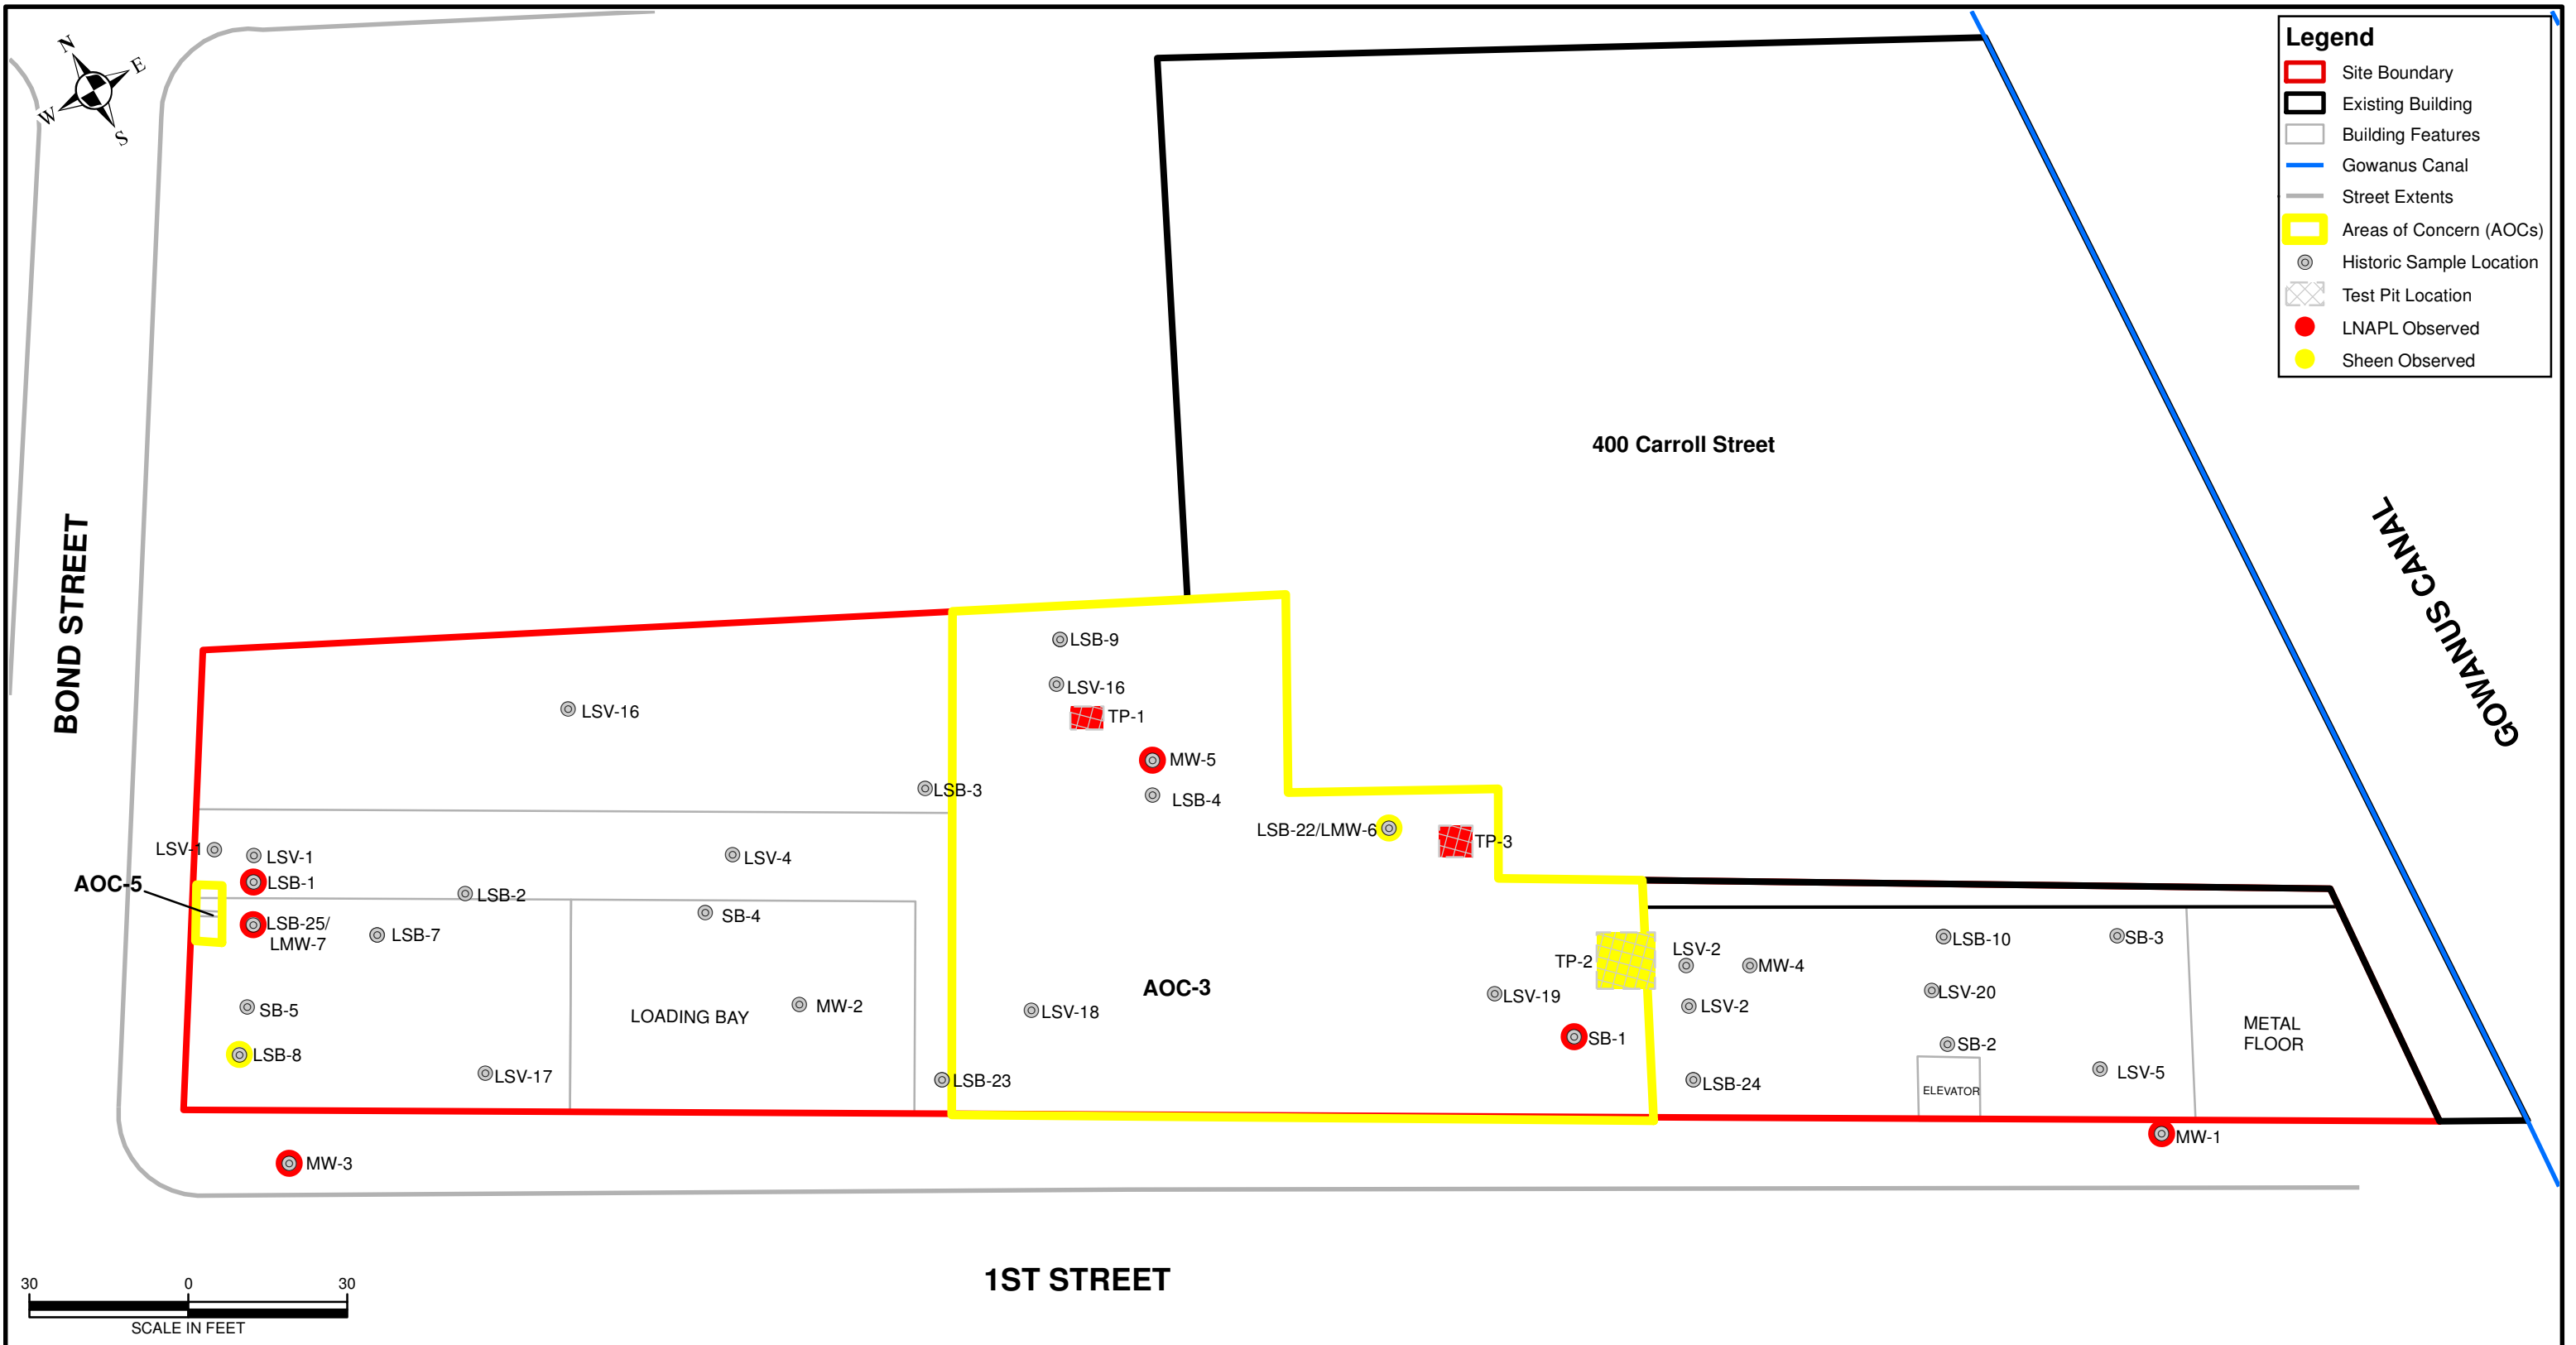 N
E
W
S
Legend
Site Boundary
Existing Building
Building Features
Gowanus Canal
Street Extents
Areas of Concern (AOCs)
Historic Sample Location
Test Pit Location
LNAPL Observed
Sheen Observed
400 Carroll Street
BOND STREET
GOWANUS CANAL
LSB-9
LSV-16
LSV-16
TP-1
MW-5
LSB-3
LSB-4
LSB-22/LMW-6
TP-3
LSV-1
LSV-1
LSV-4
AOC-5
LSB-1
LSB-2
SB-4
LSB-25/
LMW-7
LSB-7
LSB-10
SB-3
LSV-2
TP-2
MW-4
AOC-3
LSV-19
LSV-20
SB-5
LOADING BAY
MW-2
LSV-18
LSV-2
METAL
FLOOR
SB-1
SB-2
LSB-8
LSV-17
LSB-23
LSB-24
LSV-5
ELEVATOR
MW-1
MW-3
1ST STREET
30 0 30
SCALE IN FEET